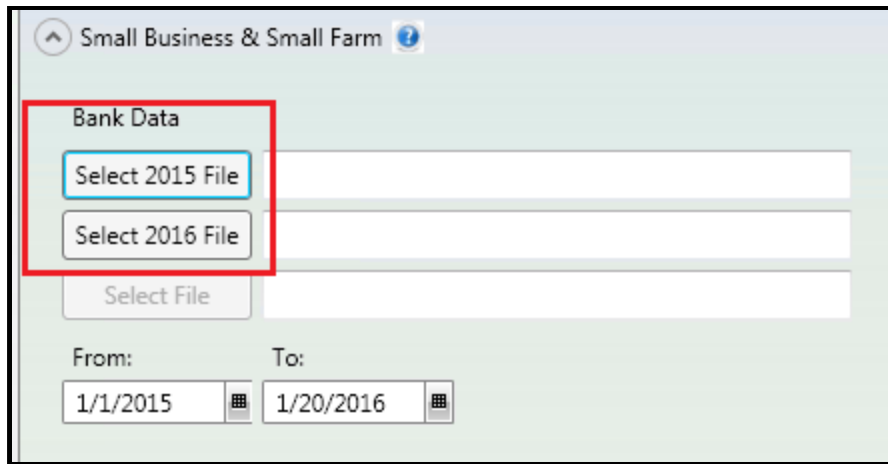 Small Business & Small Farm ?
Bank Data
Select 2015 File
Select 2016 File
Select File
From: To:
1/1/2015 1/20/2016